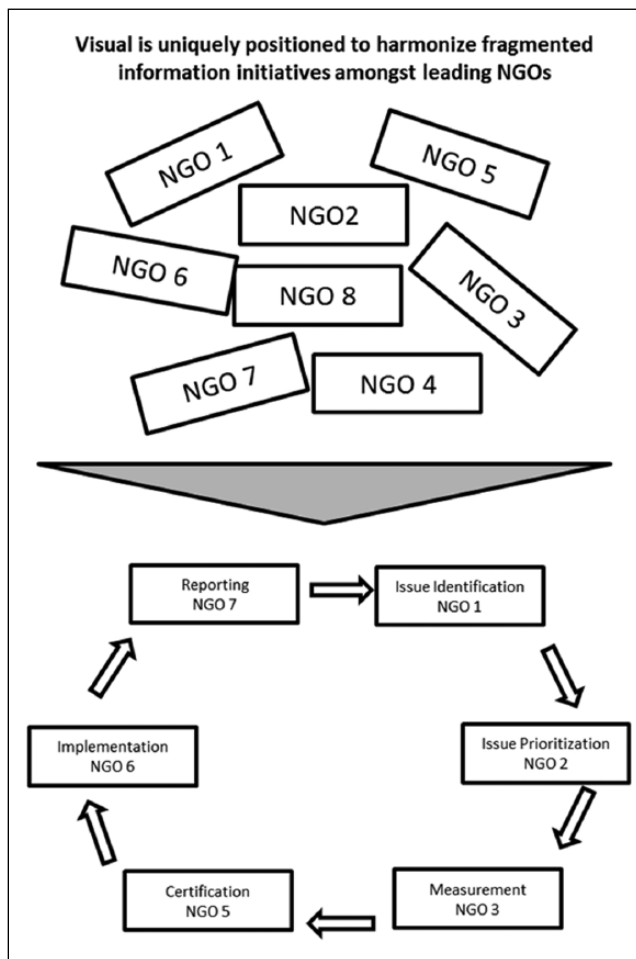 Visual is uniquely positioned to harmonize fragmented
information initiatives amongst leading NGOs
NGO 1
NGO 5
NGO2
NGO 6
NGO 8
NGO 3
NGO 7
NGO 4
Reporting
NGO 7
Issue Identification
NGO 1
Implementation
NGO 6
Issue Prioritization
NGO 2
Certification
NGO 5
Measurement
NGO 3